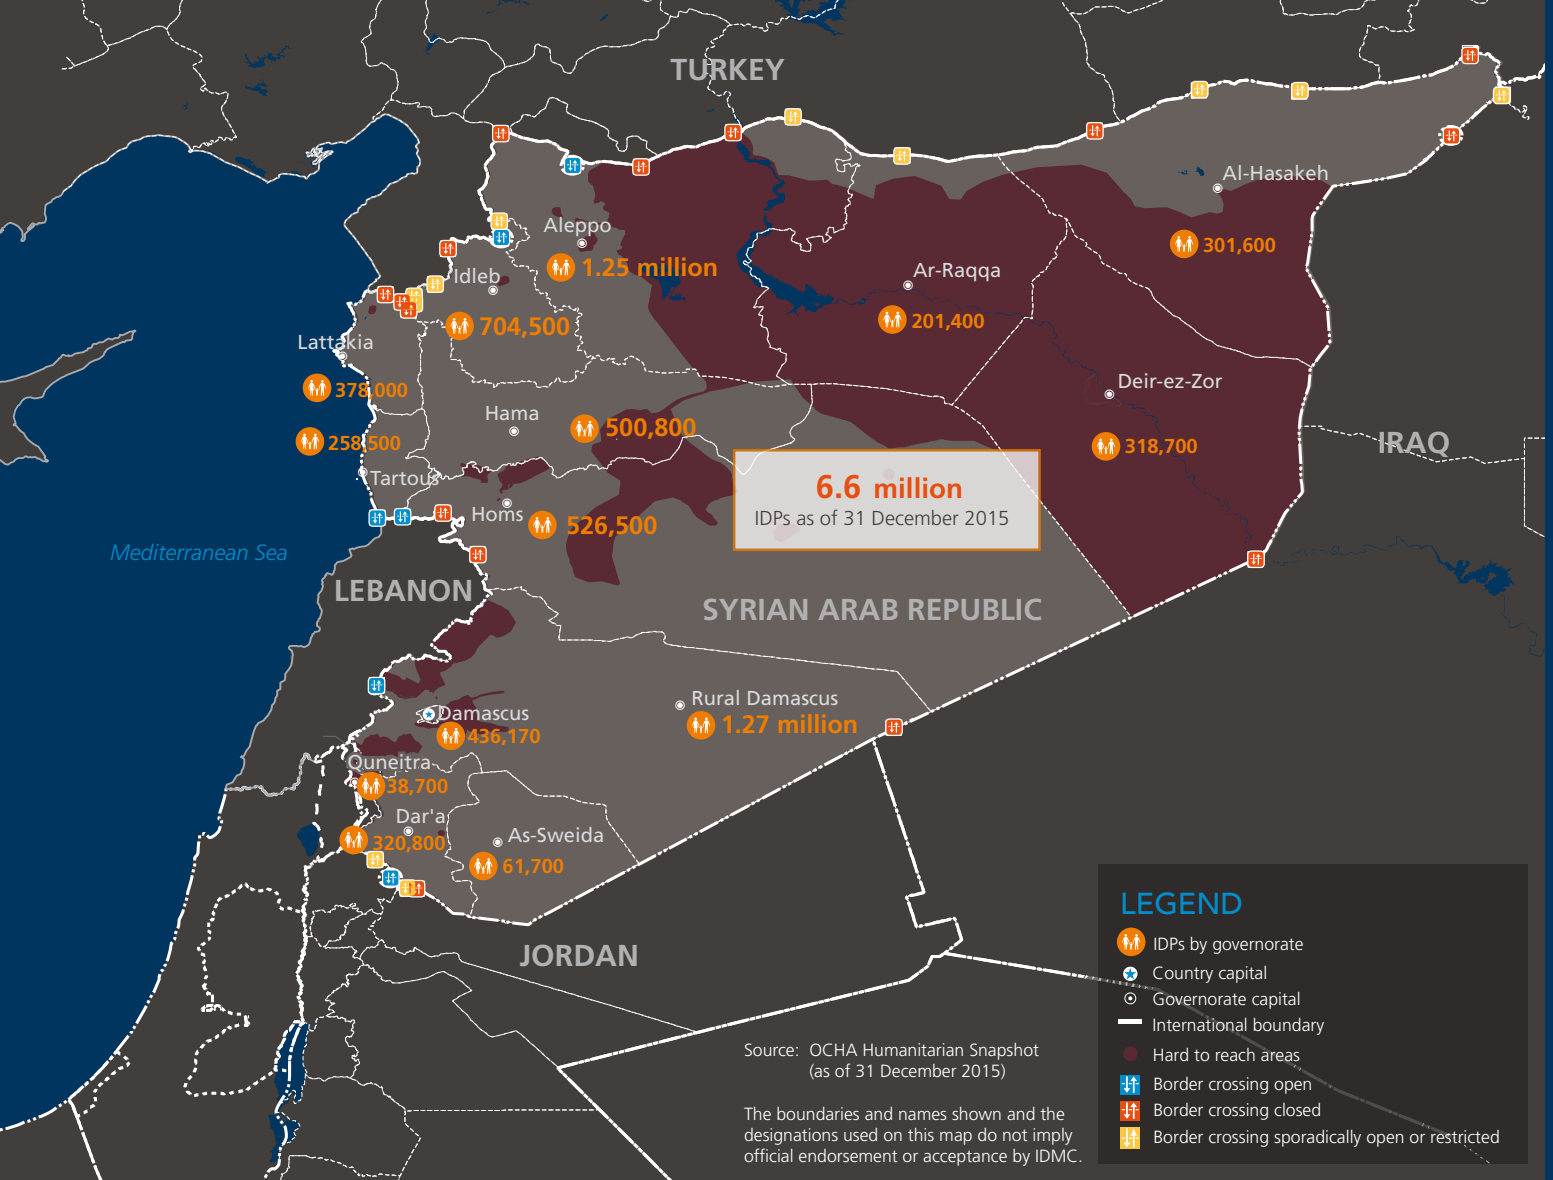 TURKEY
Al-Hasakeh
301,600
Aleppo
1.25 million
Idleb
704,500
Ar-Raqqa
201,400
Lattakia
378,000
Deir-ez-Zor
318,700
Hama
500,800
258,500
Tartous
IRAQ
6.6 million
IDPs as of 31 December 2015
Homs
526,500
Mediterranean Sea
LEBANON
SYRIAN ARAB REPUBLIC
Rural Damascus
1.27 million
Damascus
436,170
Quneitra
38,700
Dar'a
320,800
As-Sweida
61,700
JORDAN
LEGEND
IDPs by governorate
Country capital
Governorate capital
International boundary
Hard to reach areas
Border crossing open
Border crossing closed
Border crossing sporadically open or restricted
Source: OCHA Humanitarian Snapshot
(as of 31 December 2015)
The boundaries and names shown and the
designations used on this map do not imply
official endorsement or acceptance by IDMC.